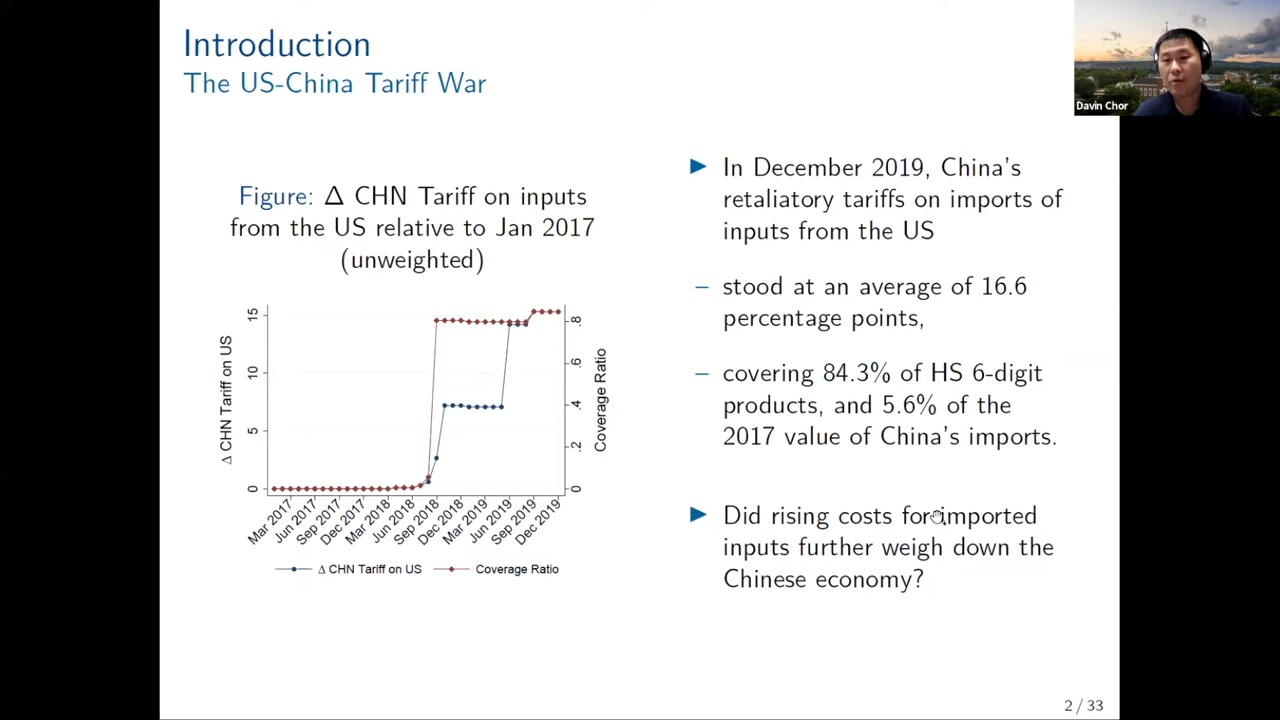 Introduction
The US-China Tariff War
Davin Chor
Figure: Δ CHN Tariff on inputs
from the US relative to Jan 2017
(unweighted)
Δ CHN Tariff on US
15
10
5
0
Coverage Ratio
.8
.6
.4
.2
0
Mar 2017
Jun 2017
Sep 2017
Dec 2017
Mar 2018
Jun 2018
Sep 2018
Dec 2018
Mar 2019
Jun 2019
Sep 2019
Dec 2019
Δ CHN Tariff on US
Coverage Ratio
▶ In December 2019, China's
retaliatory tariffs on imports of
inputs from the US
– stood at an average of 16.6
percentage points,
– covering 84.3% of HS 6-digit
products, and 5.6% of the
2017 value of China's imports.
▶ Did rising costs for imported
inputs further weigh down the
Chinese economy?
2 / 33